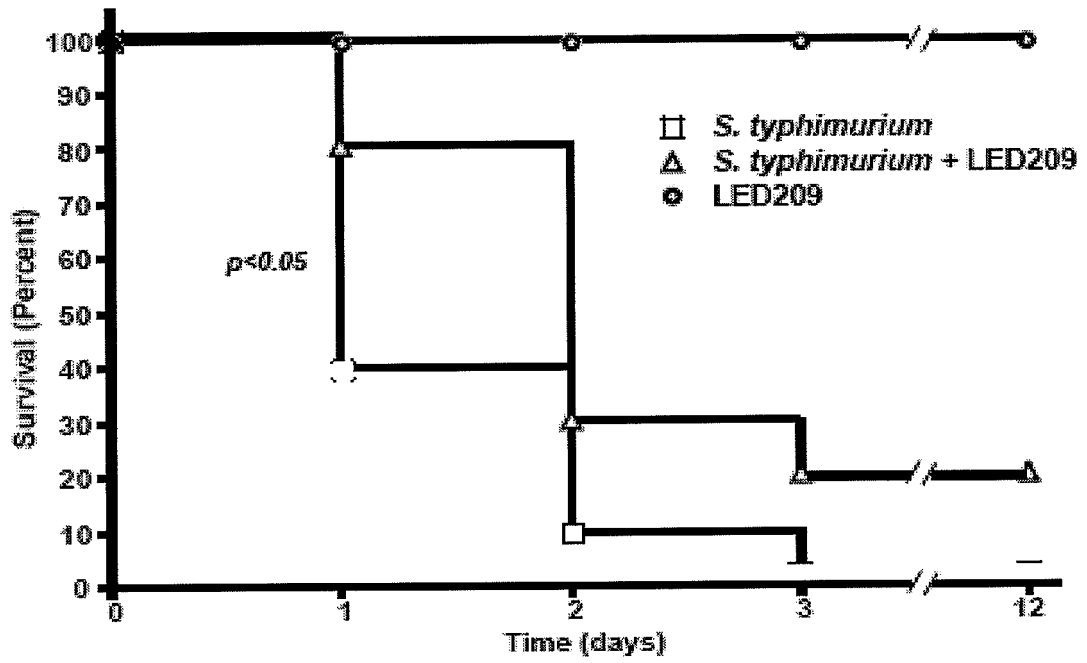 100
90
80
70
60
50
40
30
20
10
0
Survival (Percent)
p<0.05
S. typhimurium
S. typhimurium + LED209
LED209
0 1 2 3 12
Time (days)